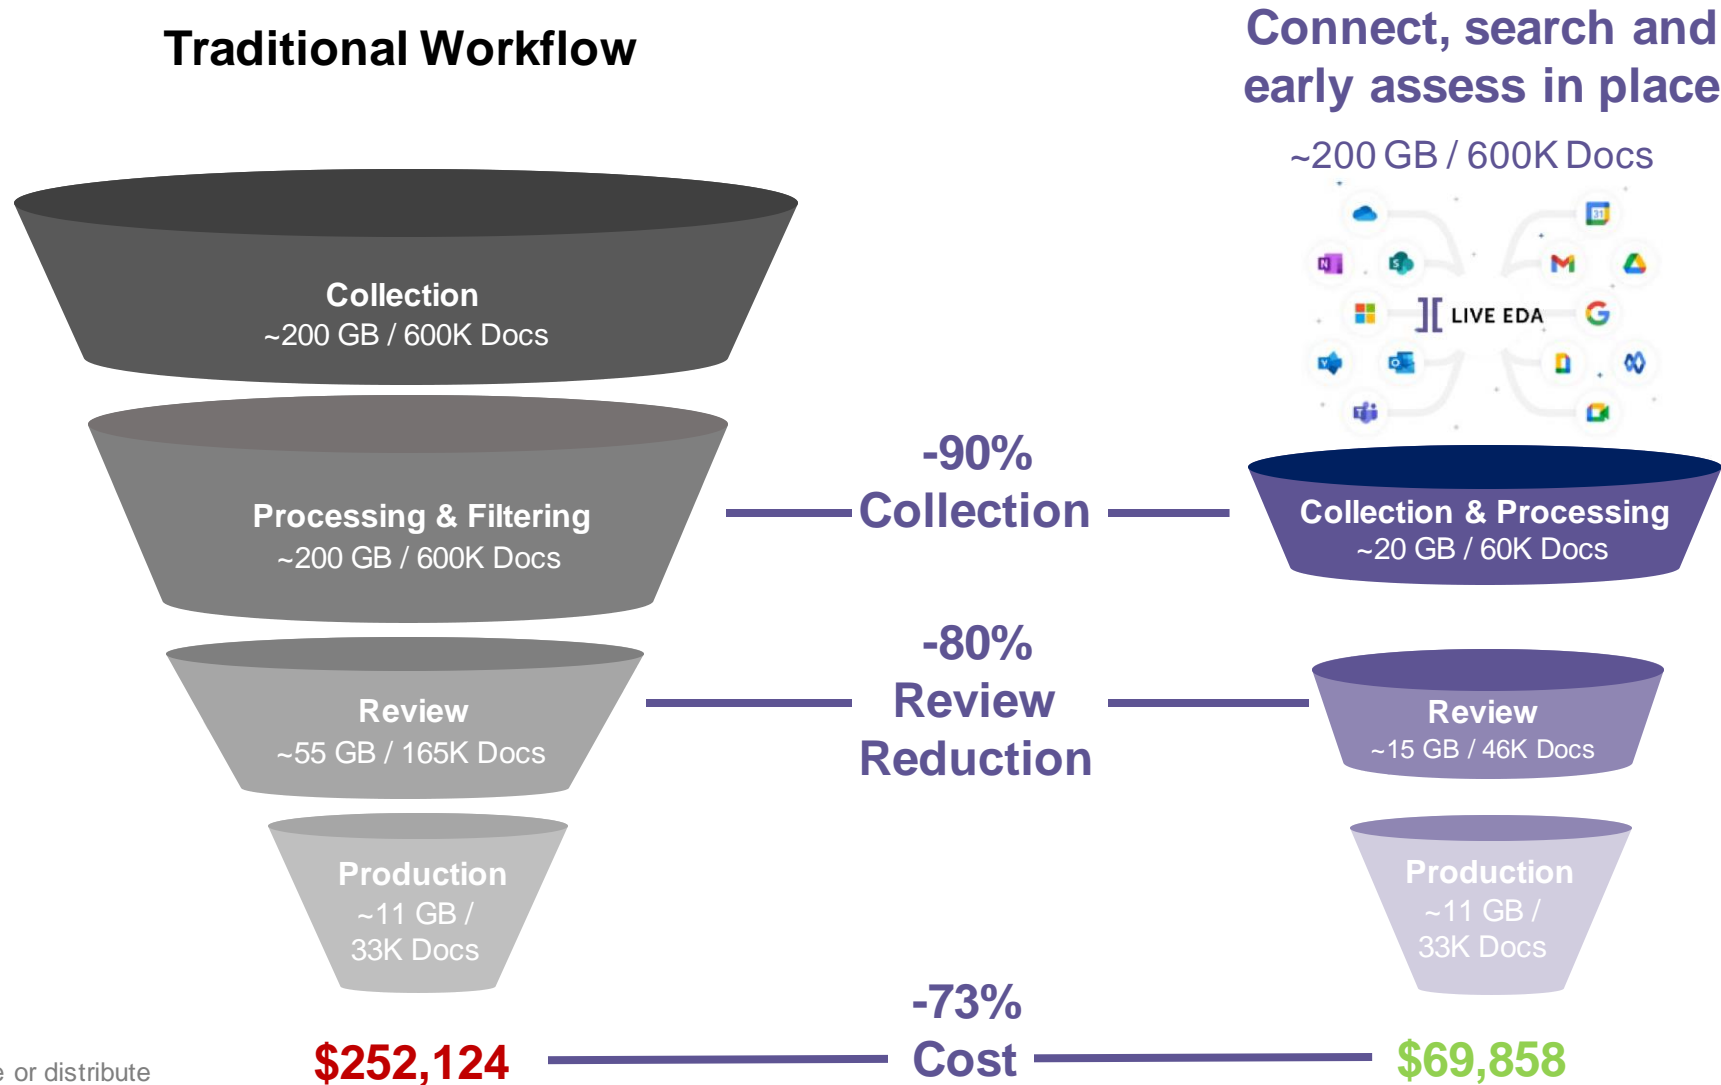 Traditional Workflow
Connect, search and
early assess in place
~200 GB / 600K Docs
31
N
S
LIVE EDA
Collection
~200 GB / 600K Docs
Processing & Filtering
~200 GB / 600K Docs
-90%
Collection
Collection & Processing
~20 GB / 60K Docs
Review
~55 GB / 165K Docs
-80%
Review
Reduction
Review
~15 GB / 46K Docs
Production
~11 GB /
33K Docs
Production
~11 GB /
33K Docs
-73%
Cost
$252,124
$69,858
or distribute